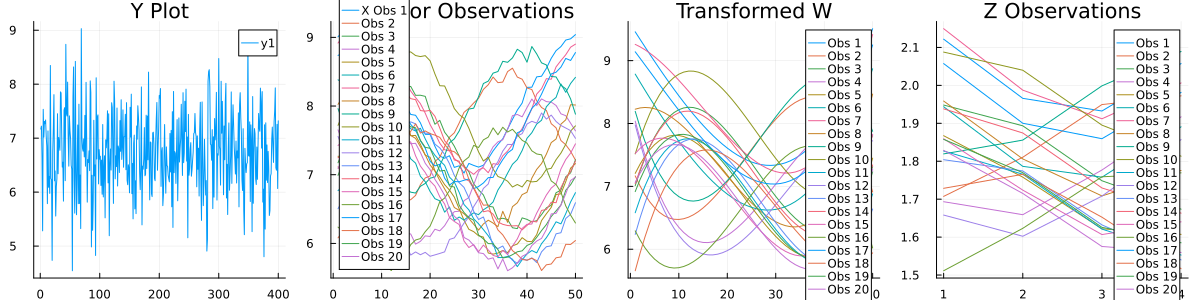 Y Plot
9
8
7
6
5
0
100
200
300
400
y1
or Observations
9
8
7
6
0
10
20
30
40
50
X Obs 1
Obs 2
Obs 3
Obs 4
Obs 5
Obs 6
Obs 7
Obs 8
Obs 9
Obs 10
Obs 11
Obs 12
Obs 13
Obs 14
Obs 15
Obs 16
Obs 17
Obs 18
Obs 19
Obs 20
Transformed W
9
8
7
6
0
10
20
30
0
Obs 1
Obs 2
Obs 3
Obs 4
Obs 5
Obs 6
Obs 7
Obs 8
Obs 9
Obs 10
Obs 11
Obs 12
Obs 13
Obs 14
Obs 15
Obs 16
Obs 17
Obs 18
Obs 19
Obs 20
Z Observations
2.1
2.0
1.9
1.8
1.7
1.6
1.5
1
2
3
Obs 1
Obs 2
Obs 3
Obs 4
Obs 5
Obs 6
Obs 7
Obs 8
Obs 9
Obs 10
Obs 11
Obs 12
Obs 13
Obs 14
Obs 15
Obs 16
Obs 17
Obs 18
Obs 19
Obs 20